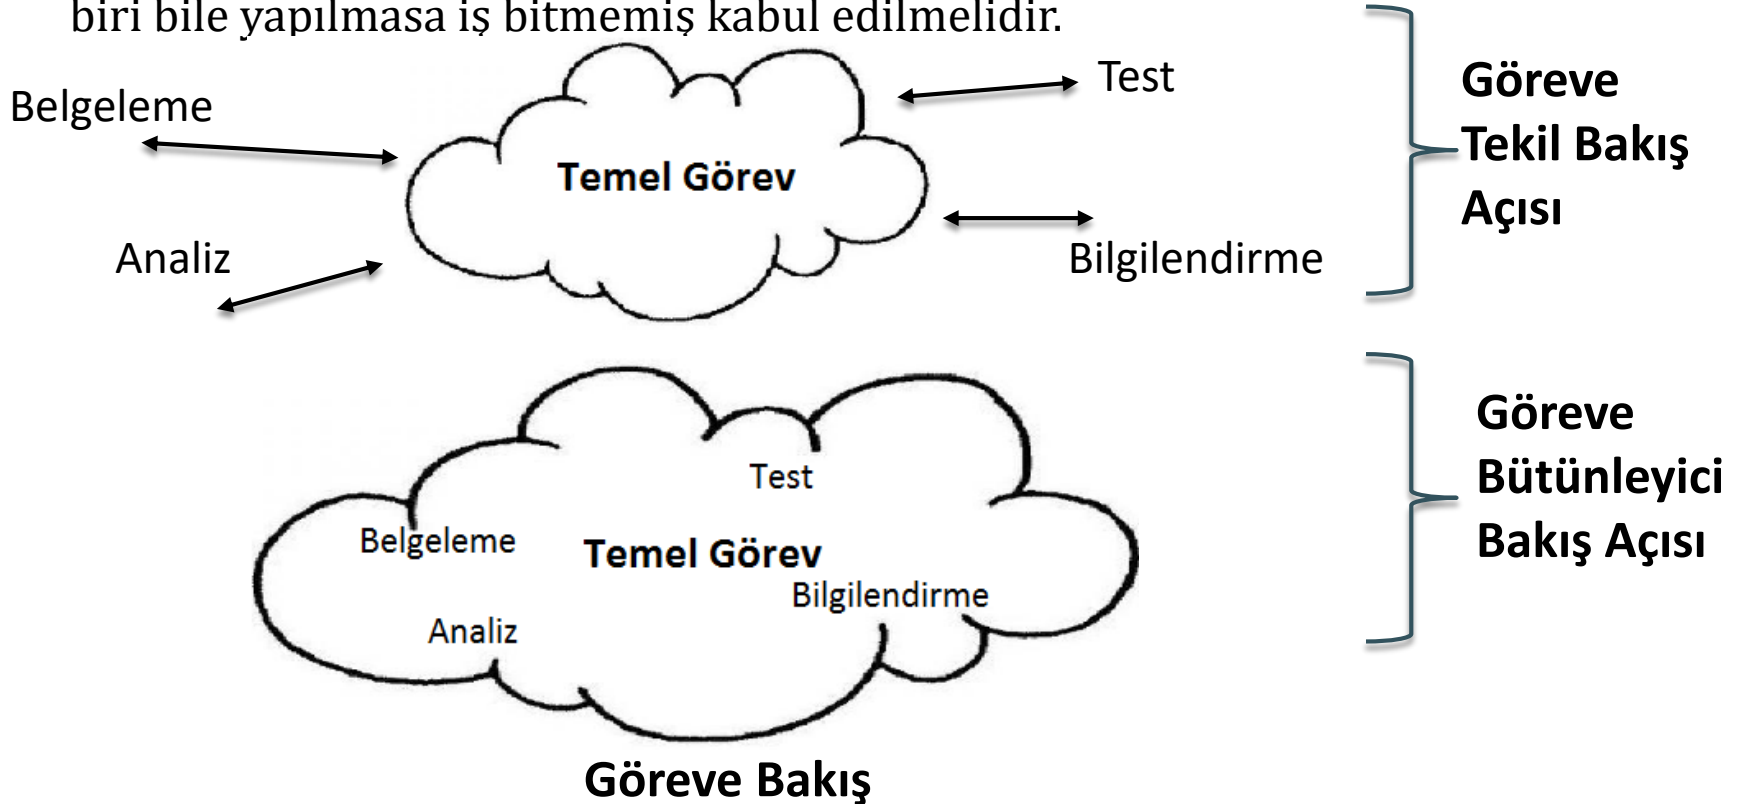 biri bile yapılmasa iş bitmemiş kabul edilmelidir.
Belgeleme
Test
Temel Görev
Analiz
Bilgilendirme
Göreve
Tekil Bakış
Açısı
Test
Belgeleme
Temel Görev
Bilgilendirme
Analiz
Göreve
Bütünleyici
Bakış Açısı
Göreve Bakış